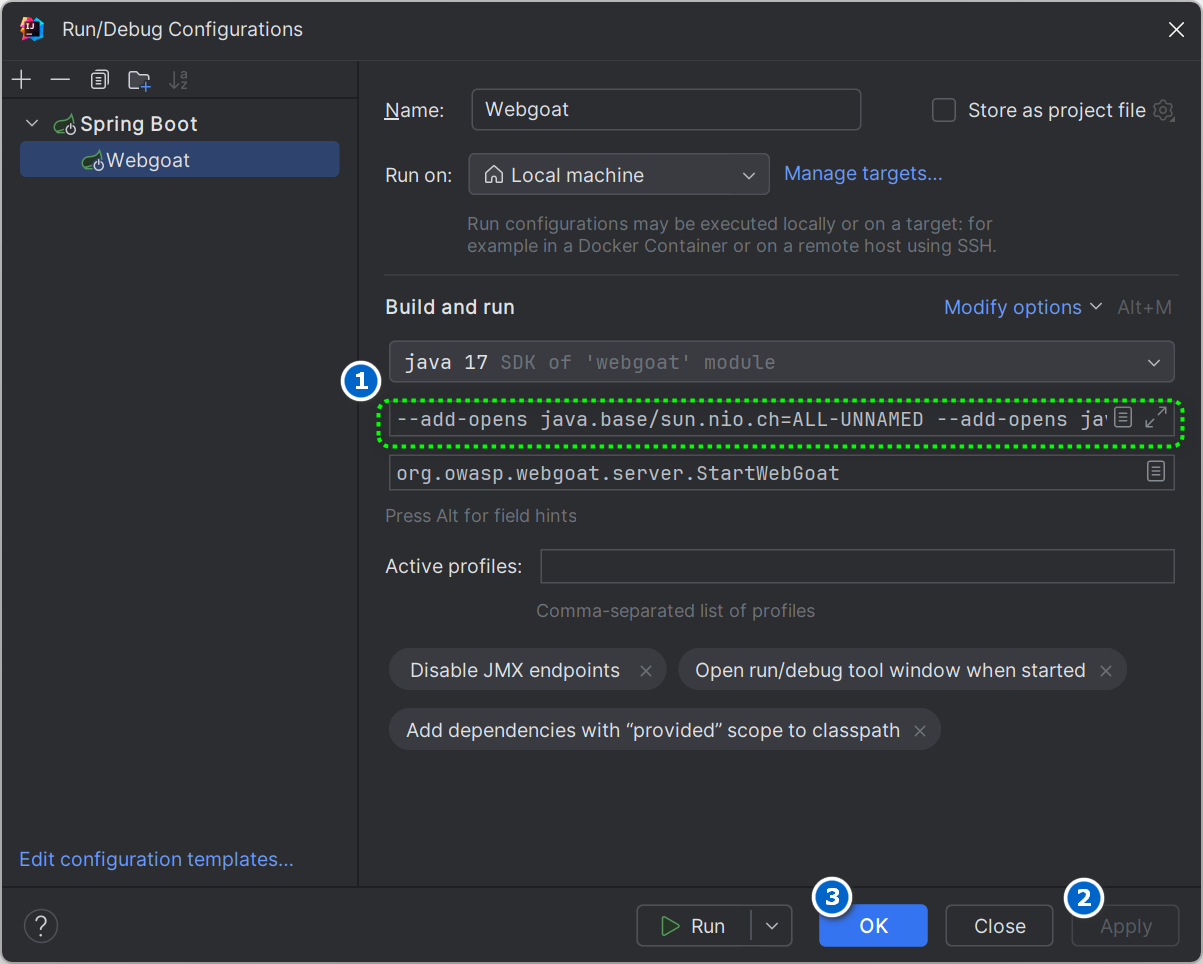 Run/Debug Configurations
Spring Boot
Webgoat
Edit configuration templates...
Name: Webgoat Store as project file
Run on: Local machine Manage targets...
Run configurations may be executed locally or on a target: for
example in a Docker Container or on a remote host using SSH.
Build and run Modify options Alt+M
java 17 SDK of 'webgoat' module
1
--add-opens java.base/sun.nio.ch=ALL-UNNAMED --add-opens ja
org.owasp.webgoat.server.StartWebGoat
Press Alt for field hints
Active profiles:
Comma-separated list of profiles
Disable JMX endpoints × Open run/debug tool window when started ×
Add dependencies with “provided” scope to classpath ×
3 2
? Run OK Close Apply